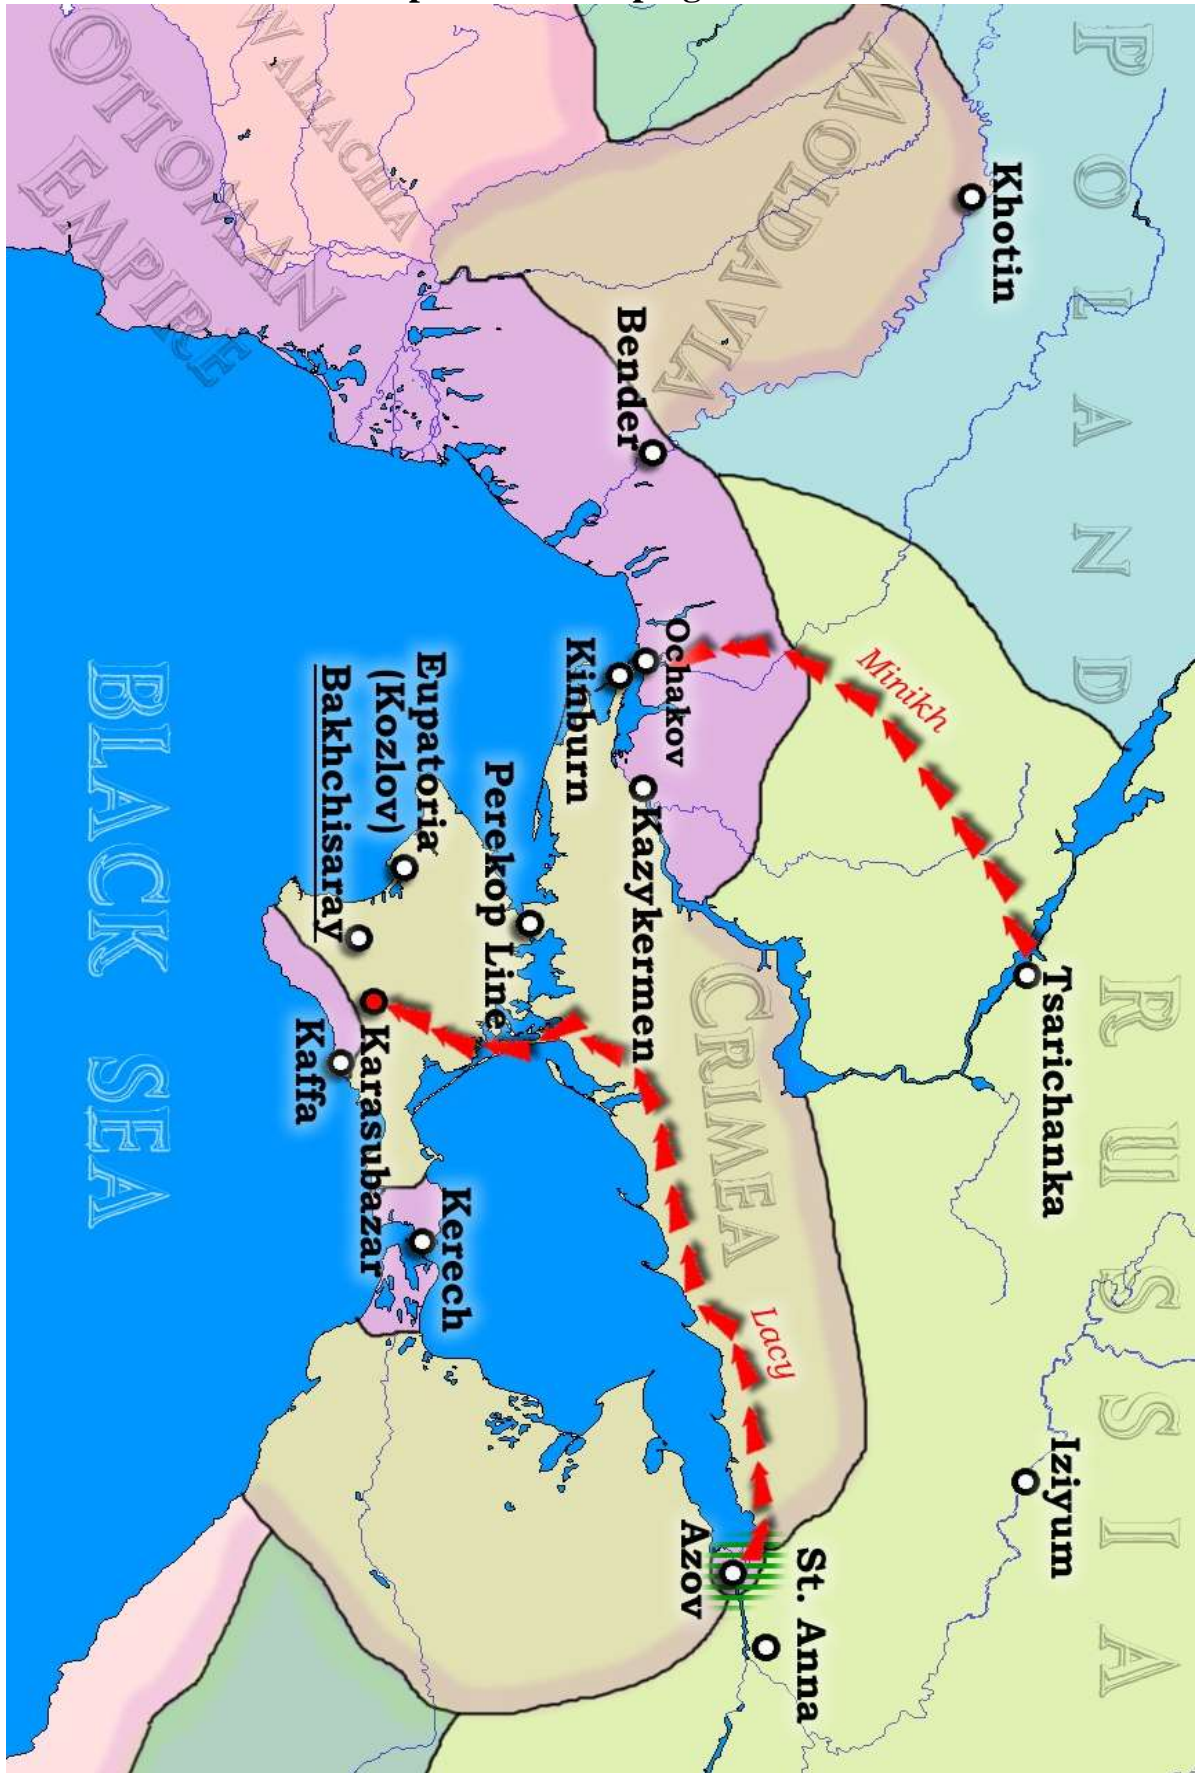 POLAND
RUSSIA
Khotin
Tsarichanka
Iziyum
MOLDAVIA
Minikh
St. Anna
Bender
Ochakov
Kazykermen
CRIMEA
Lacy
Azov
Kinburn
Perekop Line
WALLACHIA
Eupatoria
(Kozlov)
Bakhchisaray
Karasubazar
Kerech
Kaffa
OTTOMAN
EMPIRE
BLACK SEA